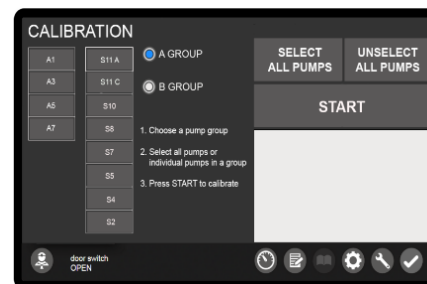 CALIBRATION
A1
A3
A5
A7
S11 A
S11 C
S10
S8
S7
S5
S4
S2
A GROUP
B GROUP
1. Choose a pump group
2. Select all pumps or
individual pumps in a group
3. Press START to calibrate
SELECT
ALL PUMPS
UNSELECT
ALL PUMPS
START
door switch
OPEN